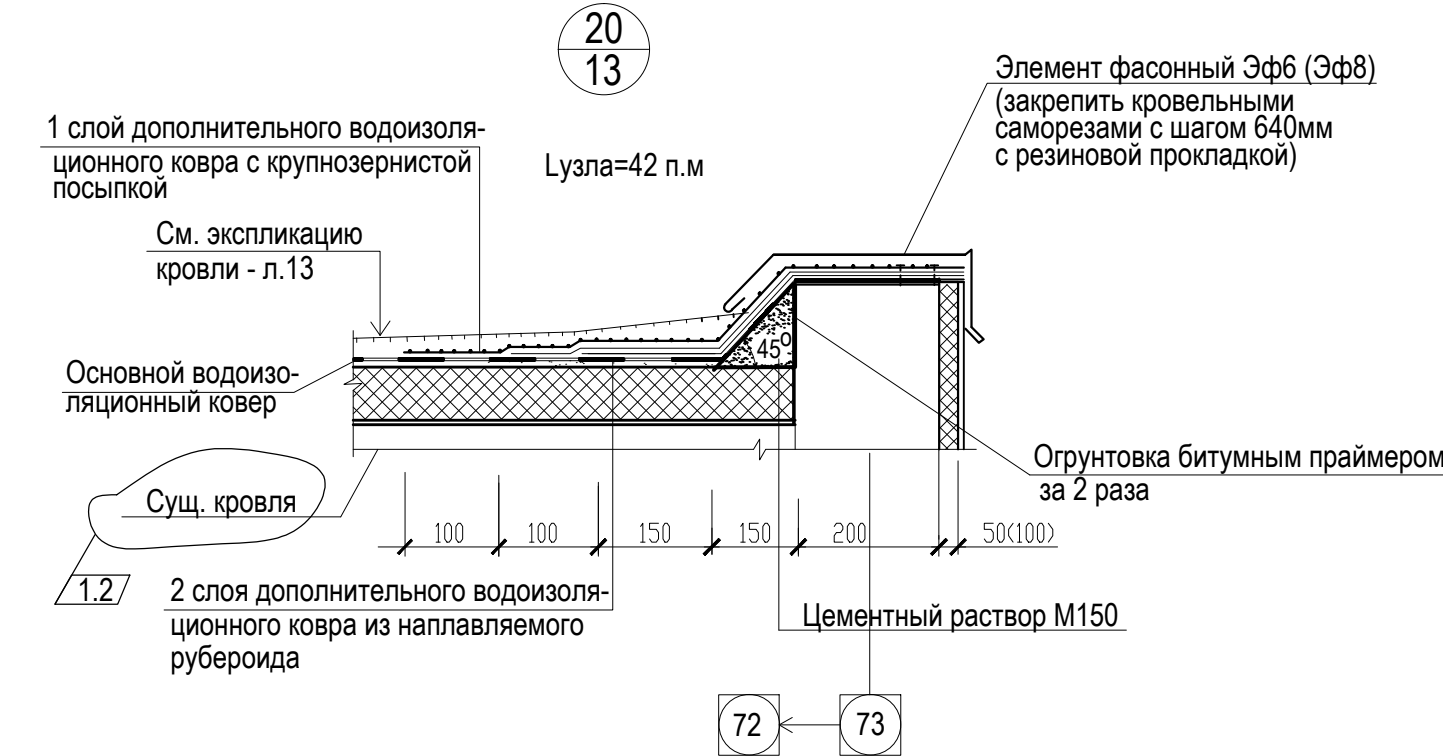 20
13
Элемент фасонный Эф6 (Эф8)
(закрепить кровельными
саморезами с шагом 640мм
с резиновой прокладкой)
1 слой дополнительного водоизоля-
ционного ковра с крупнозернистой
посыпкой
Lузла=42 п.м
См. экспликацию
кровли - л.13
45°
Основной водоизо-
ляционный ковер
Огрунтовка битумным праймером
за 2 раза
Сущ. кровля
100 100 150 150 200 50(100)
1.2
2 слоя дополнительного водоизоля-
ционного ковра из наплавляемого
рубероида
Цементный раствор М150
72 73